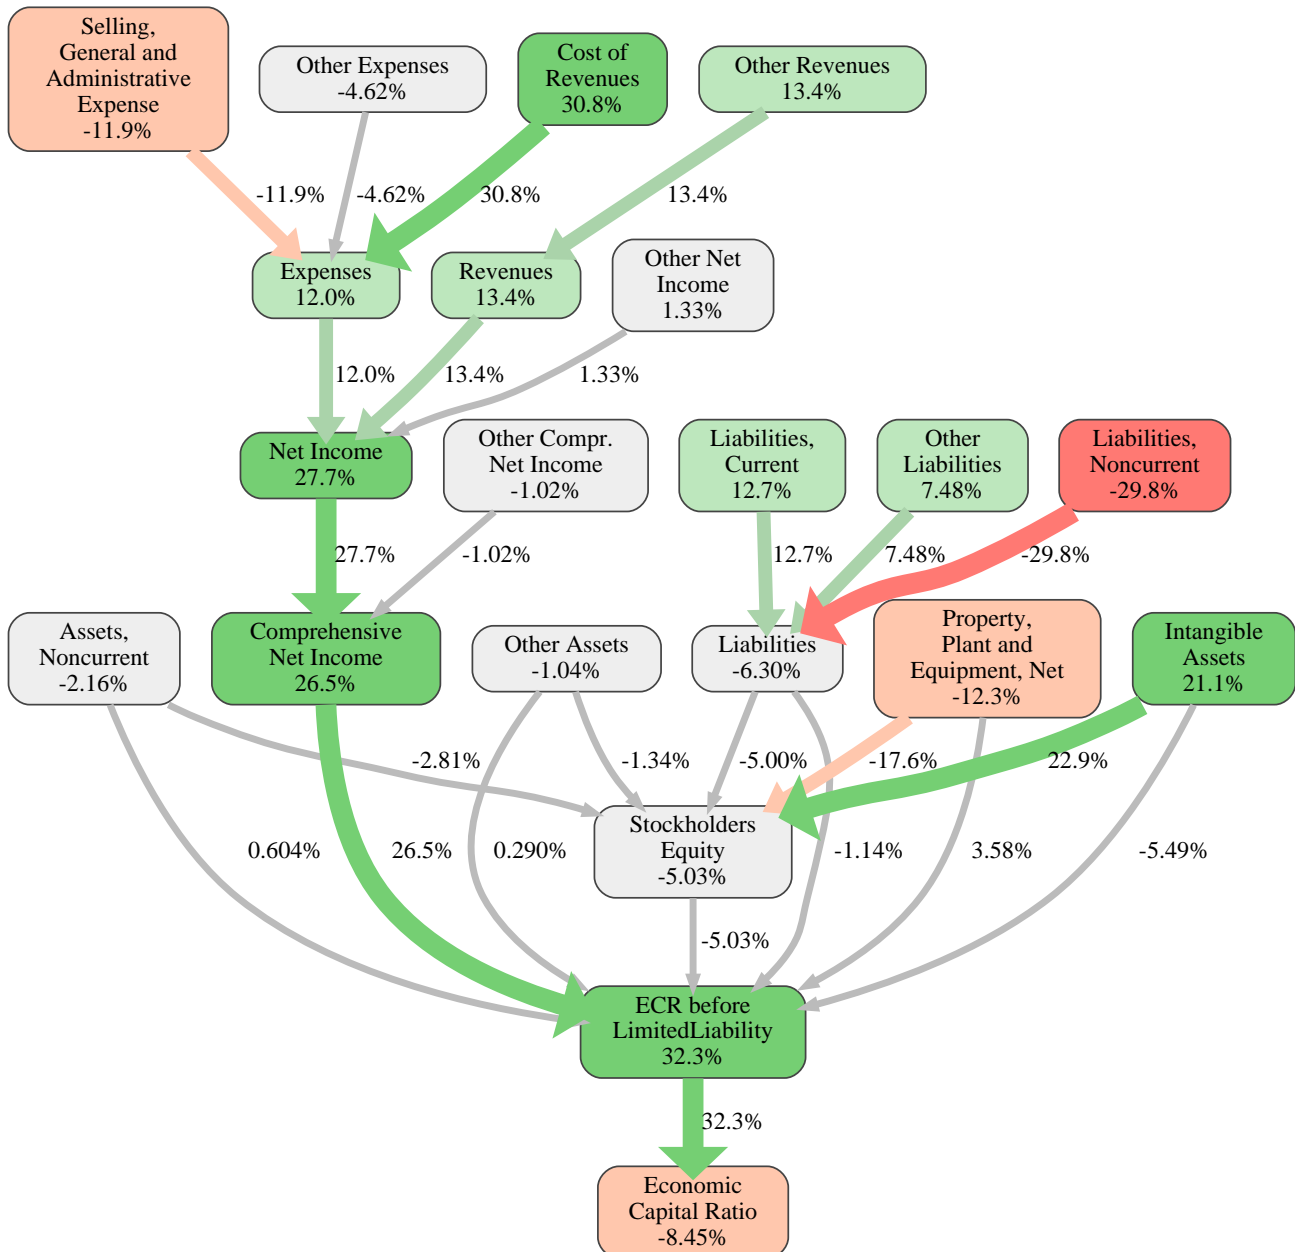 Selling,
General and
Administrative
Expense
-11.9%
Other Expenses
-4.62%
Cost of
Revenues
30.8%
Other Revenues
13.4%
-11.9%
-4.62%
30.8%
13.4%
Expenses
12.0%
Revenues
13.4%
Other Net
Income
1.33%
12.0%
13.4%
1.33%
Net Income
27.7%
Other Compr.
Net Income
-1.02%
Liabilities,
Current
12.7%
Other
Liabilities
7.48%
Liabilities,
Noncurrent
-29.8%
27.7%
-1.02%
12.7%
7.48%
-29.8%
Assets,
Noncurrent
-2.16%
Comprehensive
Net Income
26.5%
Other Assets
-1.04%
Liabilities
-6.30%
Property,
Plant and
Equipment, Net
-12.3%
Intangible
Assets
21.1%
-2.81%
-1.34%
-5.00%
-17.6%
22.9%
Stockholders
Equity
-5.03%
0.604%
26.5%
0.290%
-1.14%
3.58%
-5.49%
-5.03%
ECR before
LimitedLiability
32.3%
32.3%
Economic
Capital Ratio
-8.45%